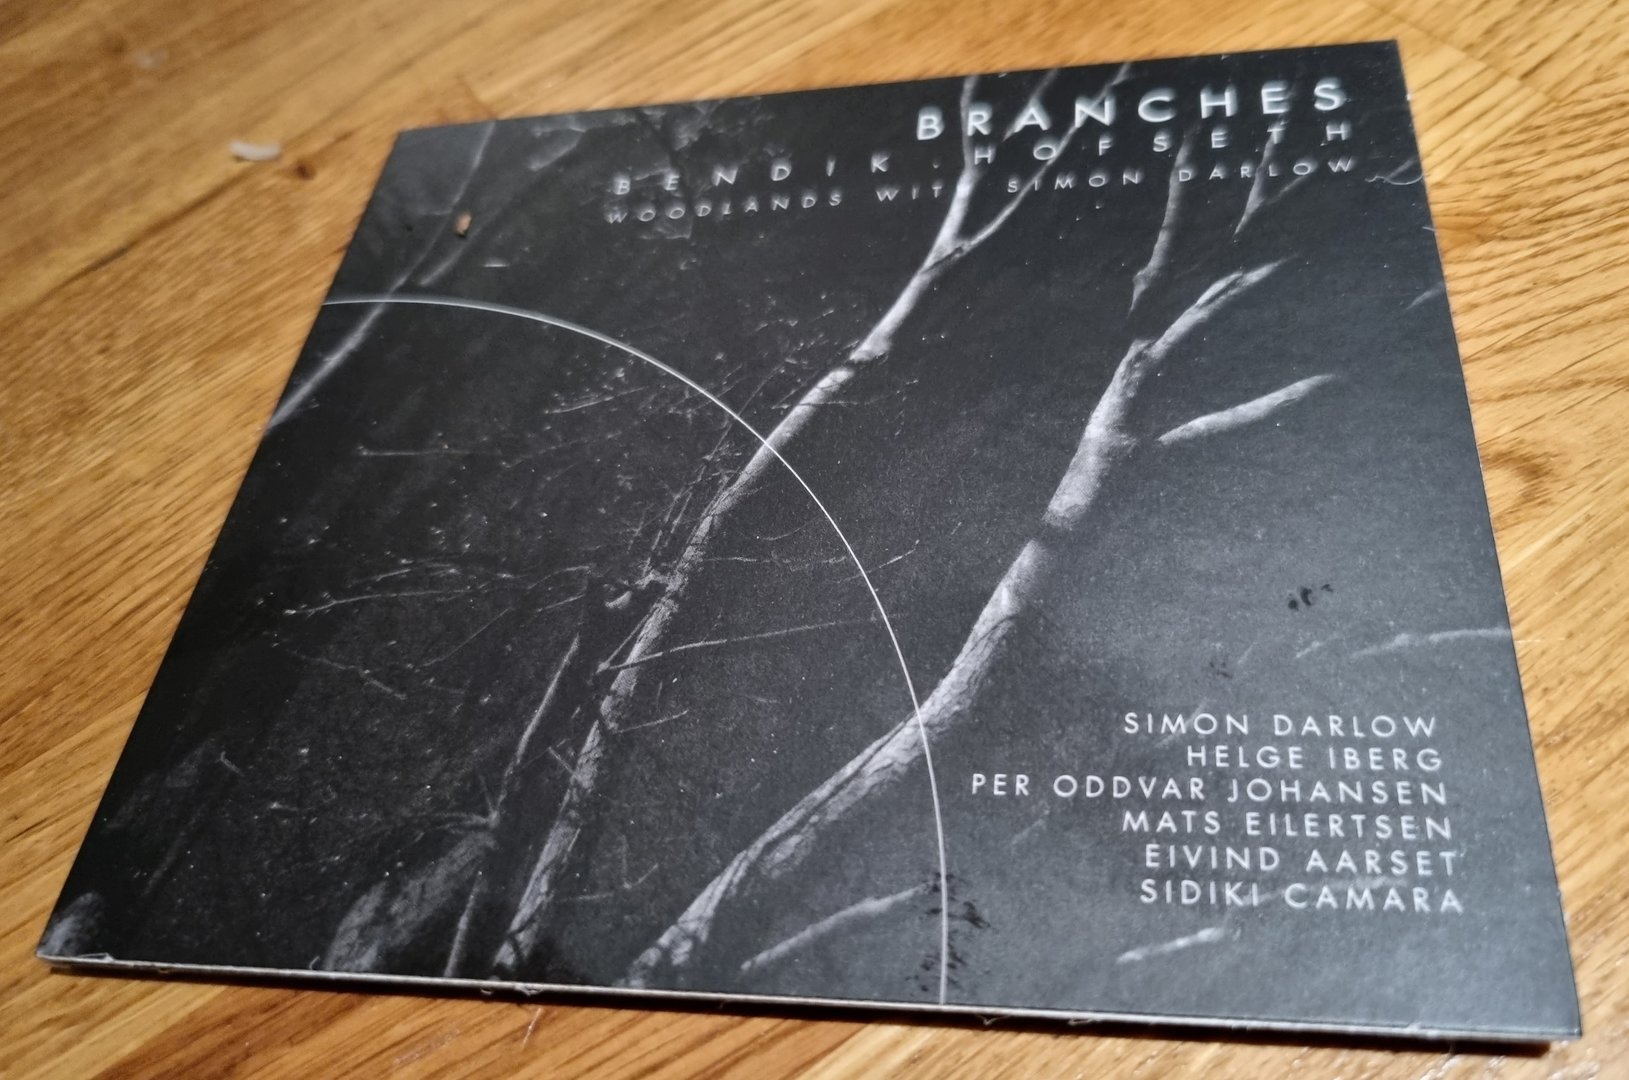 BRANCHES
BENDIK HOFSETH
WOODLANDS WITH SIMON DARLOW
SIMON DARLOW
HELGE IBERG
PER ODDVAR JOHANSEN
MATS EILERTSEN
EIVIND AARSET
SIDIKI CAMARA